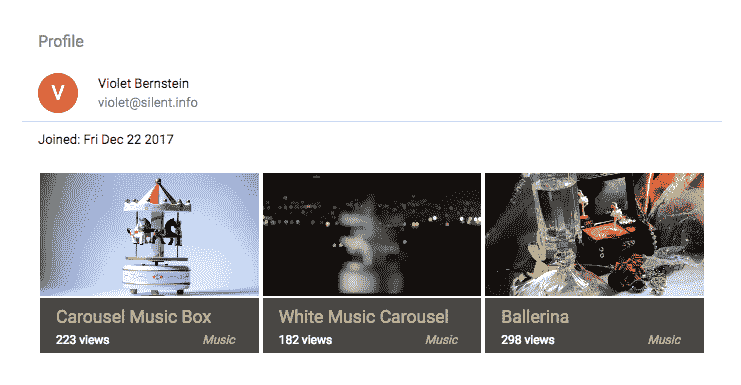 Profile
V
Violet Bernstein
violet@silent.info
Joined: Fri Dec 22 2017
Carousel Music Box
223 views Music
White Music Carousel
182 views Music
Ballerina
298 views Music